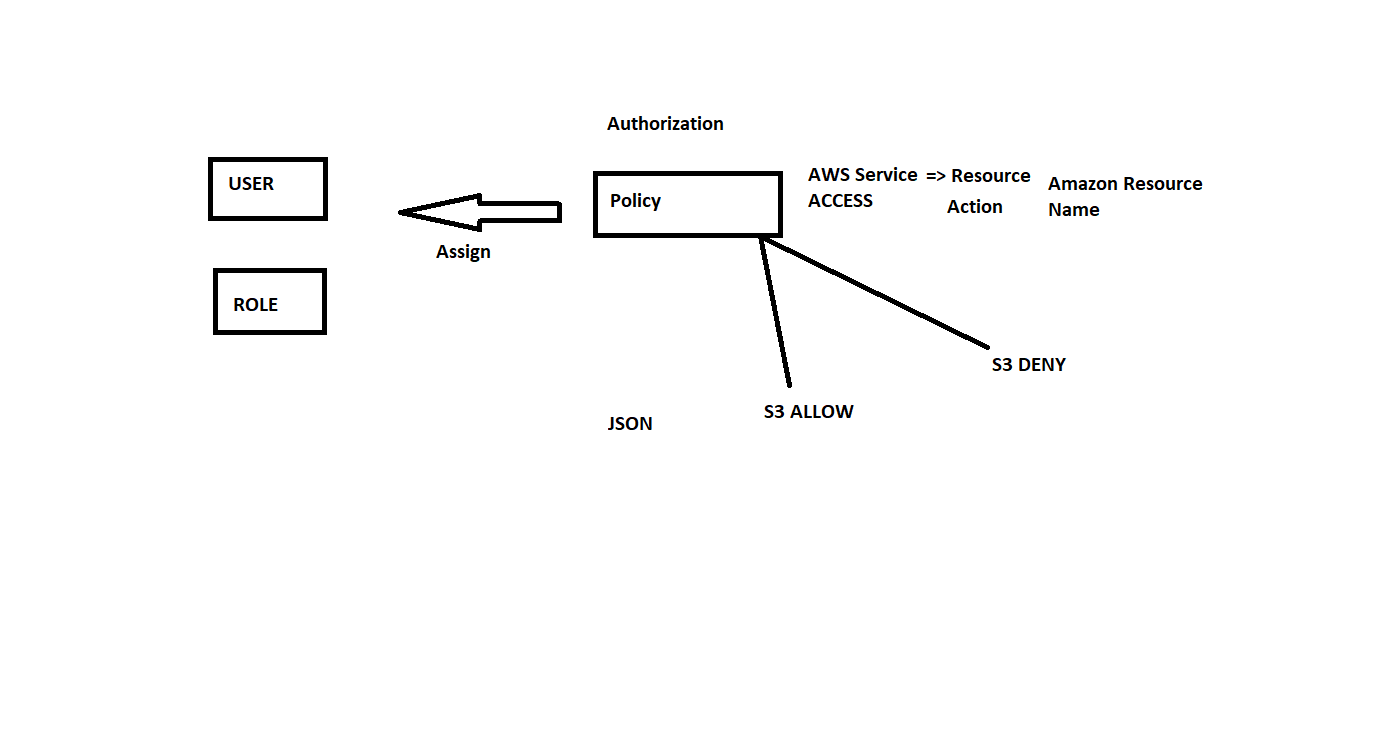 Authorization
USER
Policy
AWS Service => Resource
ACCESS
Action
Amazon Resource
Name
Assign
ROLE
S3 DENY
S3 ALLOW
JSON